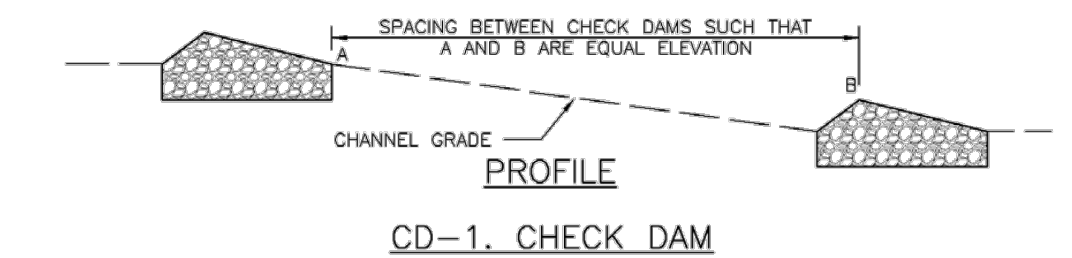 SPACING BETWEEN CHECK DAMS SUCH THAT
A AND B ARE EQUAL ELEVATION
A
B
CHANNEL GRADE
PROFILE
CD-1. CHECK DAM